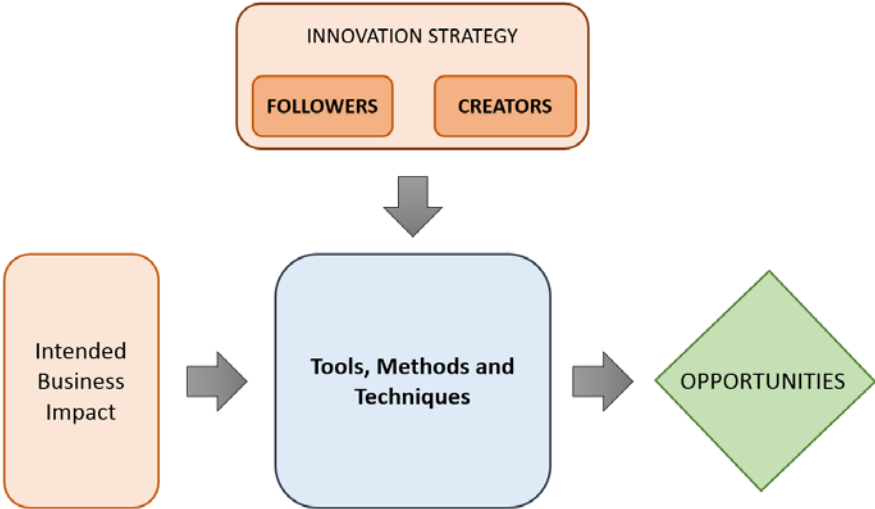 INNOVATION STRATEGY
FOLLOWERS
CREATORS
Intended
Business
Impact
Tools, Methods and
Techniques
OPPORTUNITIES